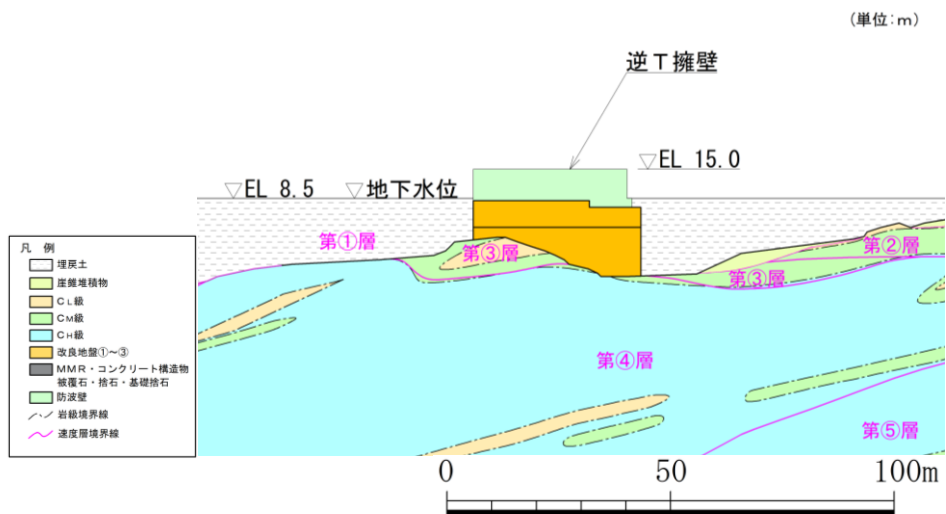 (単位:m)
逆T擁壁
▽EL 15.0
▽EL 8.5
▽地下水位
第①層
第②層
第③層
第③層
凡 例
埋戻土
崖錐堆積物
CL級
CM級
CH級
改良地盤①～③
MMR・コンクリート構造物
被覆石・捨石・基礎捨石
防波壁
岩級境界線
速度層境界線
第④層
第⑤層
0 50 100m